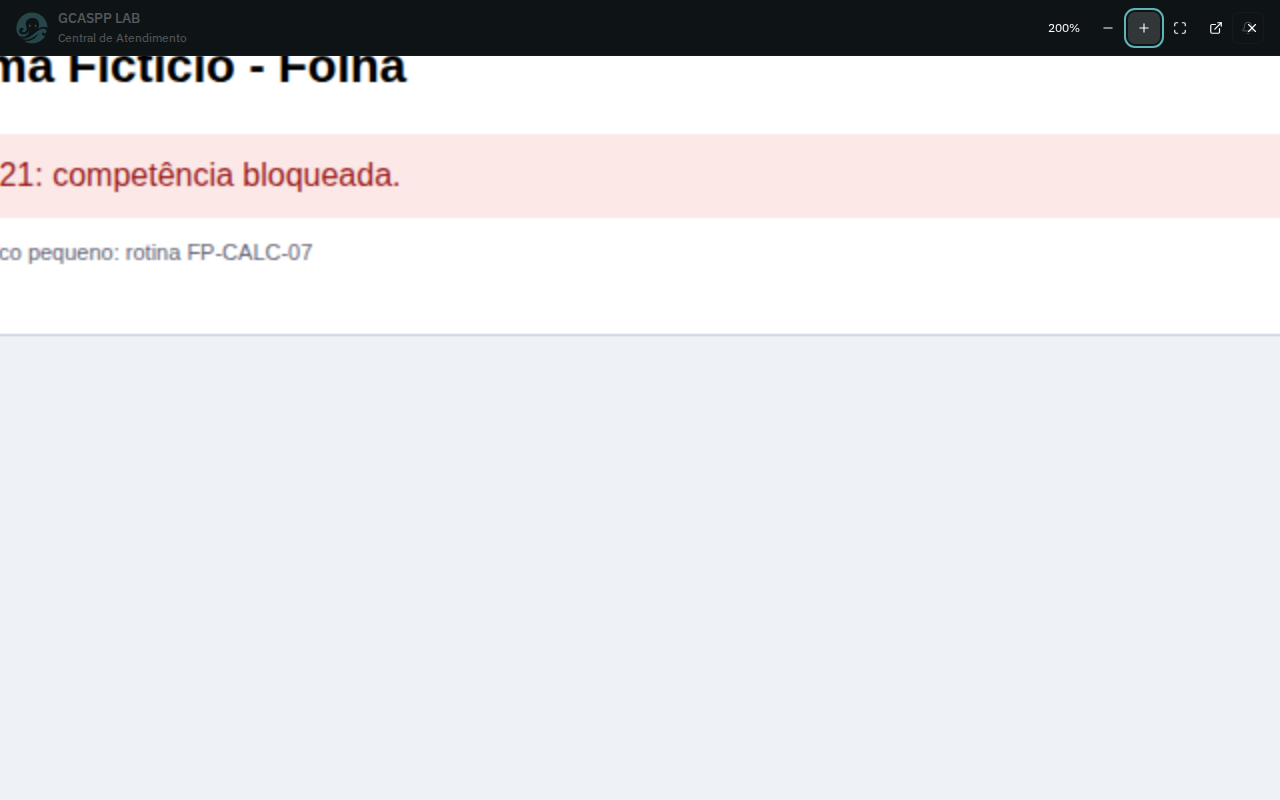 GCASPP LAB
Central de Atendimento
200%
ma Fictício - Folha
21: competência bloqueada.
co pequeno: rotina FP-CALC-07